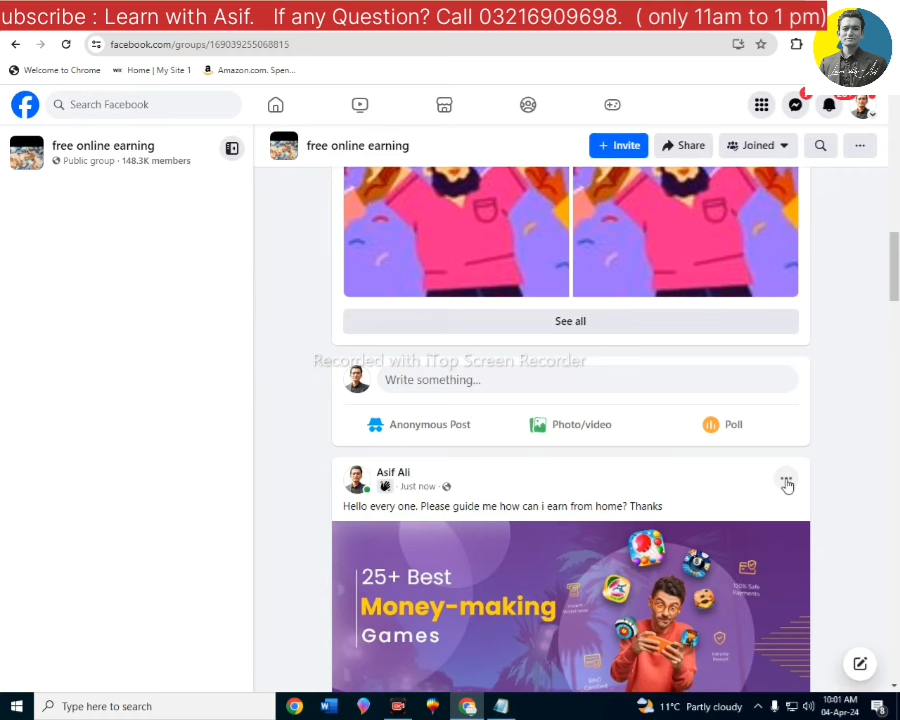 ubscribe : Learn with Asif. If any Question? Call 03216909698. ( only 11am to 1 pm)
facebook.com/groups/169039255068815
Welcome to Chrome
Home | My Site 1
Amazon.com. Spen...
Search Facebook
free online earning
Public group · 148.3K members
free online earning
+ Invite
Share
Joined
See all
Recorded with iTop Screen Recorder
Write something...
Anonymous Post
Photo/video
Poll
Asif Ali
Just now ·
Hello every one. Please guide me how can i earn from home? Thanks
25+ Best
Money-making
Games
100% Safe
Payments
Type here to search
11°C Partly cloudy
10:01 AM
04-Apr-24
8